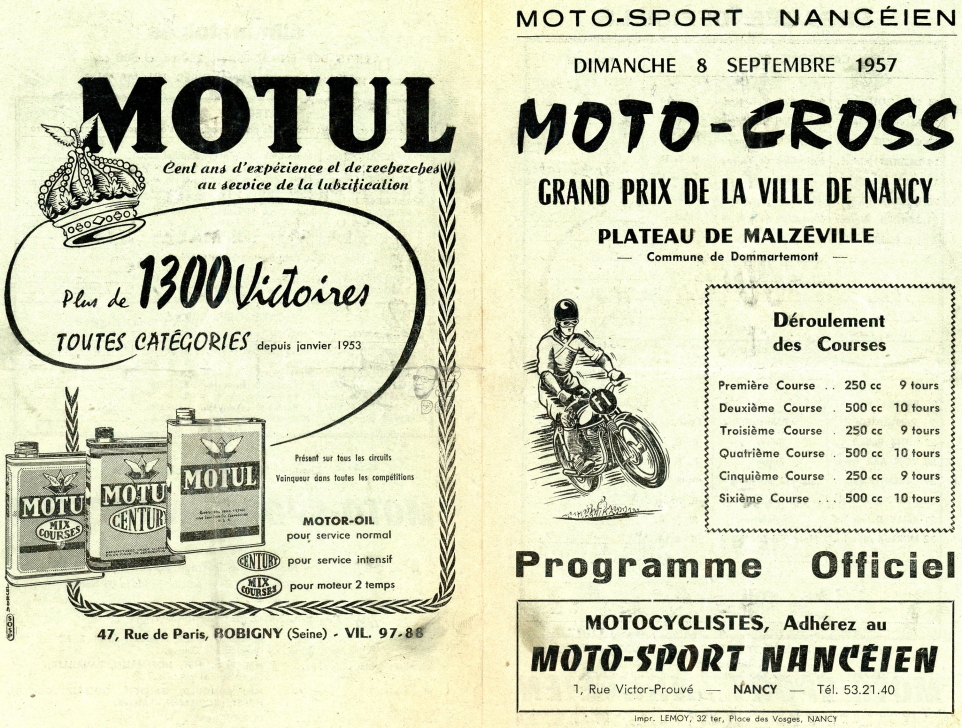 MOTUL
Cent ans d'expérience et de recherches
au service de la lubrification
Plus de 1300 Victoires
TOUTES CATÉGORIES depuis janvier 1953
MOTUL
MIX
COURSES
MOTUL
CENTURY
MOTUL
Présent sur tous les circuits
Vainqueur dans toutes les compétitions
MOTOR-OIL
pour service normal
CENTURY pour service intensif
MIX COURSES pour moteur 2 temps
47, Rue de Paris, BOBIGNY (Seine) - VIL. 97-88
MOTO-SPORT NANCÉIEN
DIMANCHE 8 SEPTEMBRE 1957
MOTO-CROSS
GRAND PRIX DE LA VILLE DE NANCY
PLATEAU DE MALZÉVILLE
— Commune de Dommartemont —
11
Déroulement
des Courses
Première Course .. 250 cc 9 tours
Deuxième Course . 500 cc 10 tours
Troisième Course . 250 cc 9 tours
Quatrième Course . 500 cc 10 tours
Cinquième Course . 250 cc 9 tours
Sixième Course ... 500 cc 10 tours
Programme Officiel
MOTOCYCLISTES, Adhérez au
MOTO-SPORT NANCÉIEN
1, Rue Victor-Prouvé — NANCY — Tél. 53.21.40
Impr. LEMOY, 32 ter, Place des Vosges, NANCY